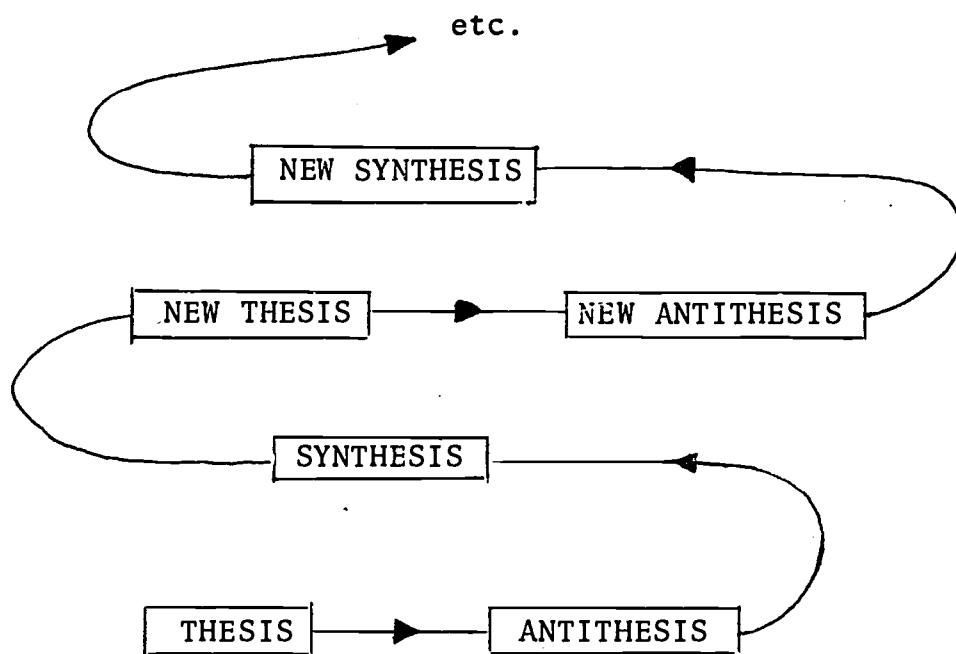 etc.
NEW SYNTHESIS
NEW THESIS NEW ANTITHESIS
SYNTHESIS
THESIS ANTITHESIS